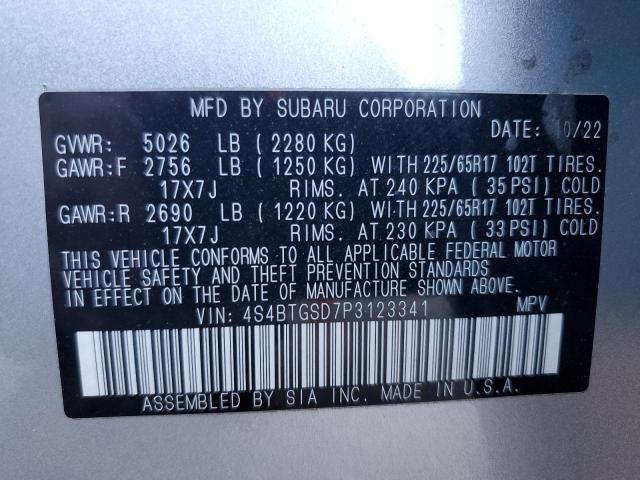 MFD BY SUBARU CORPORATION
DATE: 10/22
GVWR: 5026 LB (2280 KG)
GAWR:F 2756 LB (1250 KG) WITH 225/65R17 102T TIRES.
17X7J RIMS. AT 240 KPA (35 PSI) COLD
GAWR:R 2690 LB (1220 KG) WITH 225/65R17 102T TIRES.
17X7J RIMS. AT 230 KPA (33 PSI) COLD
THIS VEHICLE CONFORMS TO ALL APPLICABLE FEDERAL MOTOR
VEHICLE SAFETY AND THEFT PREVENTION STANDARDS
IN EFFECT ON THE DATE OF MANUFACTURE SHOWN ABOVE.
VIN: 4S4BTGSD7P3123341 MPV
ASSEMBLED BY SIA INC. MADE IN U.S.A.